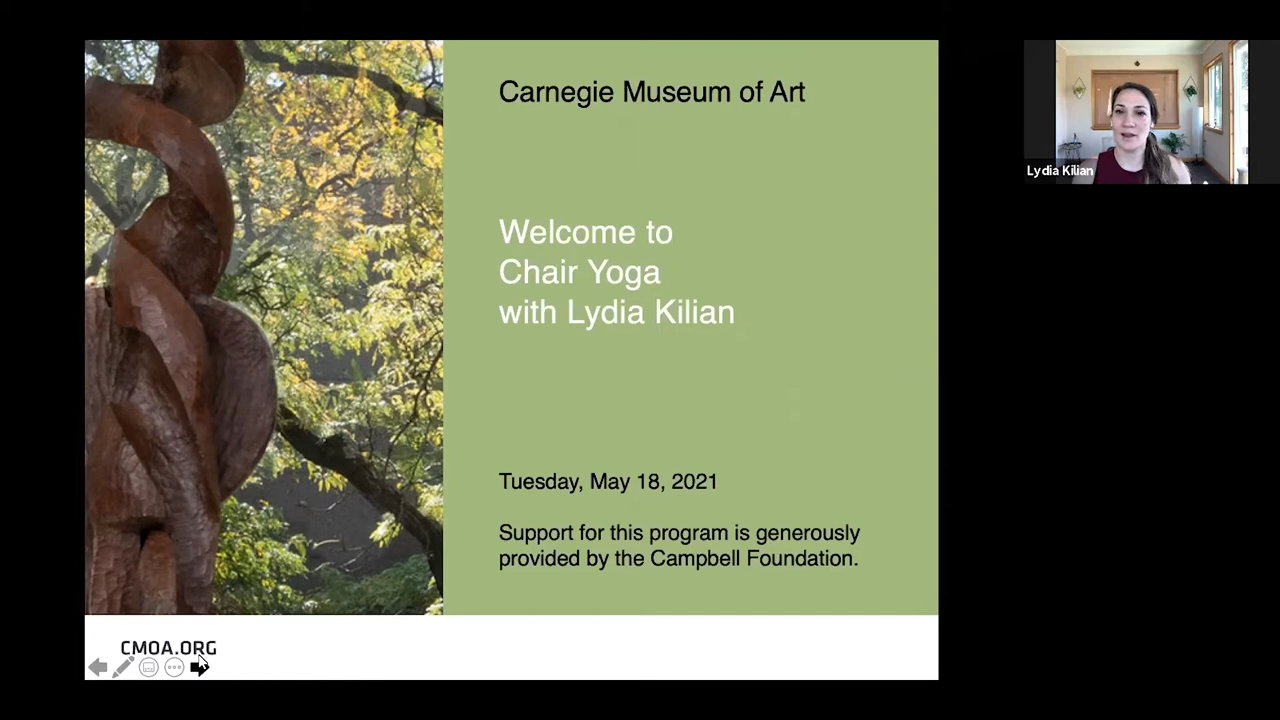 Carnegie Museum of Art
Lydia Kilian
Welcome to
Chair Yoga
with Lydia Kilian
Tuesday, May 18, 2021
Support for this program is generously
provided by the Campbell Foundation.
CMOA.ORG